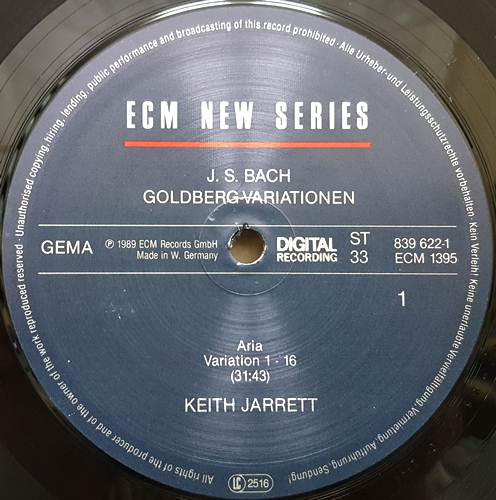 All rights of the producer and of the owner of the work reproduced reserved · Unauthorised copying, hiring, lending, public performance and broadcasting of this record prohibited · Alle Urheber- und Leistungsschutzrechte vorbehalten · Kein Verleih! Keine unerlaubte Vervielfältigung, Vermietung, Aufführung, Sendung!
ECM NEW SERIES
J. S. BACH
GOLDBERG-VARIATIONEN
GEMA
℗ 1989 ECM Records GmbH
Made in W. Germany
DIGITAL
RECORDING
ST
33
839 622-1
ECM 1395
1
Aria
Variation 1 - 16
(31:43)
KEITH JARRETT
LC 2516